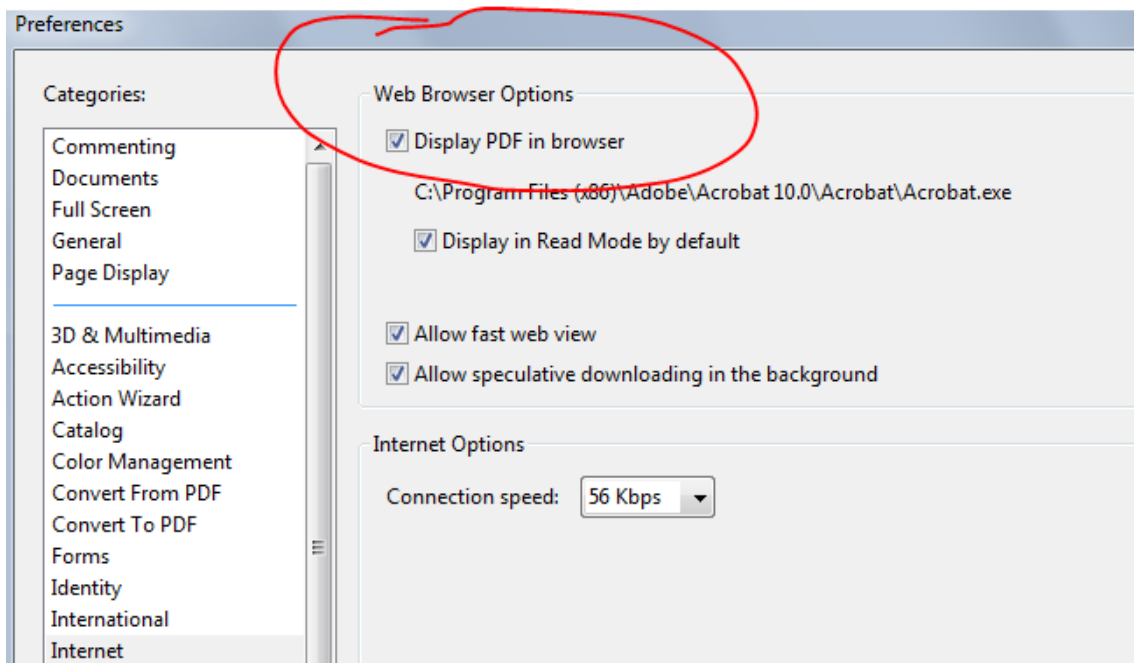 Preferences
Categories:
Commenting
Documents
Full Screen
General
Page Display
3D & Multimedia
Accessibility
Action Wizard
Catalog
Color Management
Convert From PDF
Convert To PDF
Forms
Identity
International
Internet
Web Browser Options
Display PDF in browser
C:\Program Files (x86)\Adobe\Acrobat 10.0\Acrobat\Acrobat.exe
Display in Read Mode by default
Allow fast web view
Allow speculative downloading in the background
Internet Options
Connection speed: 56 Kbps